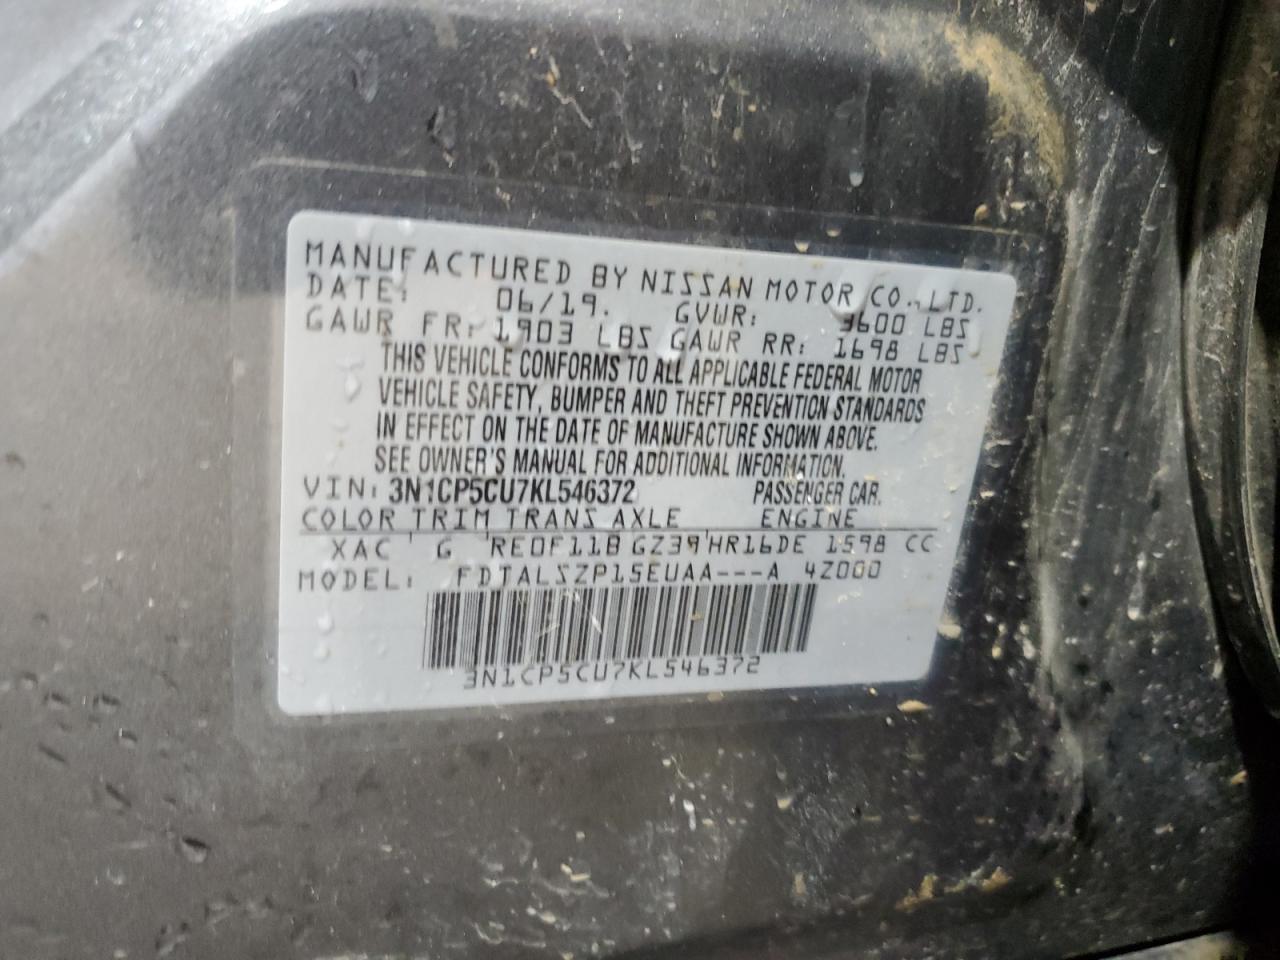 MANUFACTURED BY NISSAN MOTOR CO., LTD.
DATE: 06/19. GVWR: 3600 LBS
GAWR FR: 1903 LBS GAWR RR: 1698 LBS
THIS VEHICLE CONFORMS TO ALL APPLICABLE FEDERAL MOTOR
VEHICLE SAFETY, BUMPER AND THEFT PREVENTION STANDARDS
IN EFFECT ON THE DATE OF MANUFACTURE SHOWN ABOVE.
SEE OWNER'S MANUAL FOR ADDITIONAL INFORMATION.
VIN: 3N1CP5CU7KL546372 PASSENGER CAR.
COLOR TRIM TRANS AXLE ENGINE
XAC ' G ' RE0F11B GZ39 ' HR16DE 1598 CC
MODEL: FDTALSZP15EUAA---A 4Z000
3N1CP5CU7KL546372